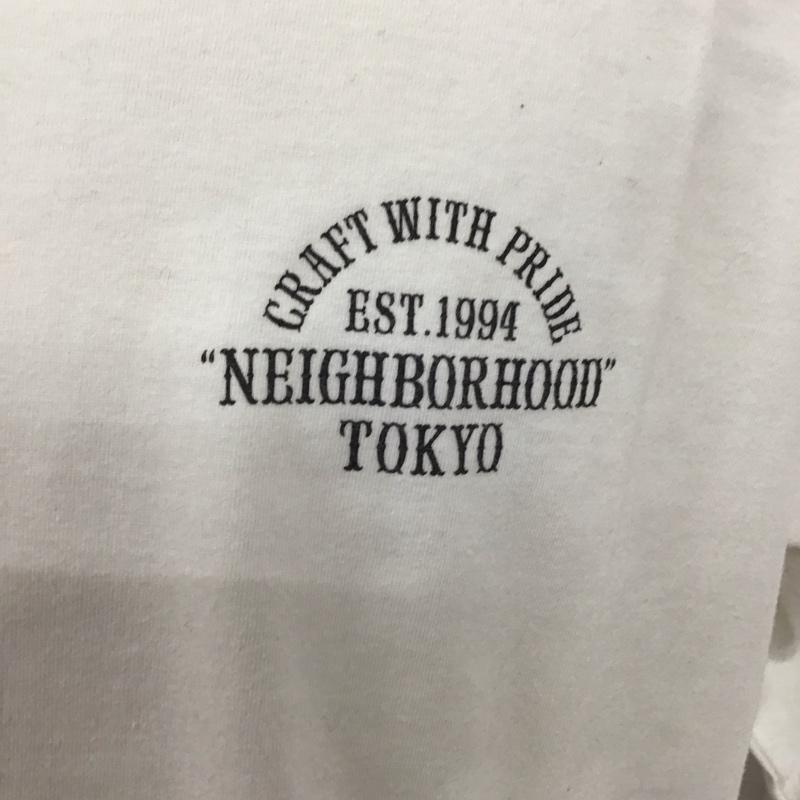 CRAFT WITH PRIDE
EST.1994
"NEIGHBORHOOD"
TOKYO